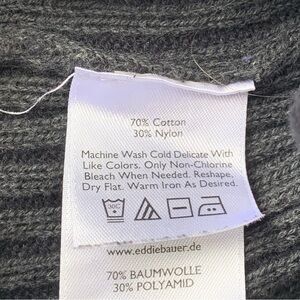 70% Cotton
30% Nylon
Machine Wash Cold Delicate With
Like Colors. Only Non-Chlorine
Bleach When Needed. Reshape,
Dry Flat. Warm Iron As Desired.
30C
www.eddiebauer.de
70% BAUMWOLLE
30% POLYAMID